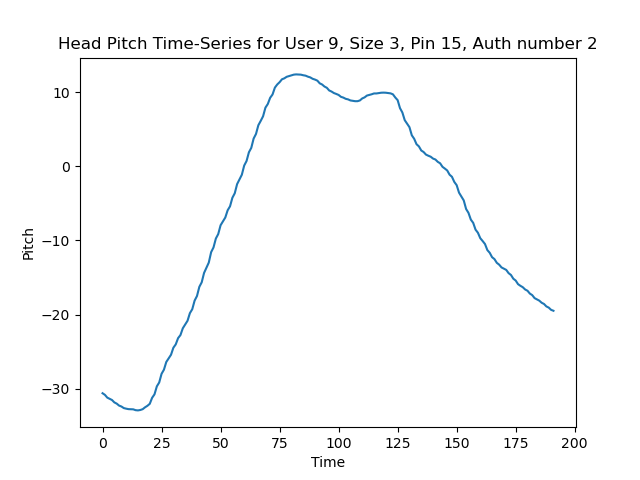 Head Pitch Time-Series for User 9, Size 3, Pin 15, Auth number 2
10
0
−10
−20
−30
Pitch
0 25 50 75 100 125 150 175 200
Time